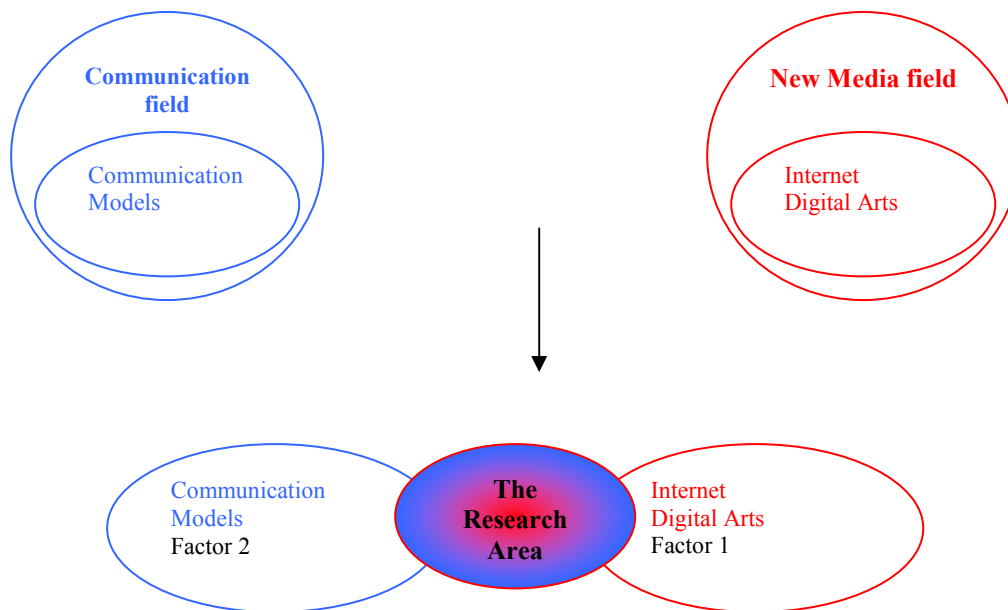 Communication
field
Communication
Models
New Media field
Internet
Digital Arts
Communication
Models
Factor 2
The
Research
Area
Internet
Digital Arts
Factor 1